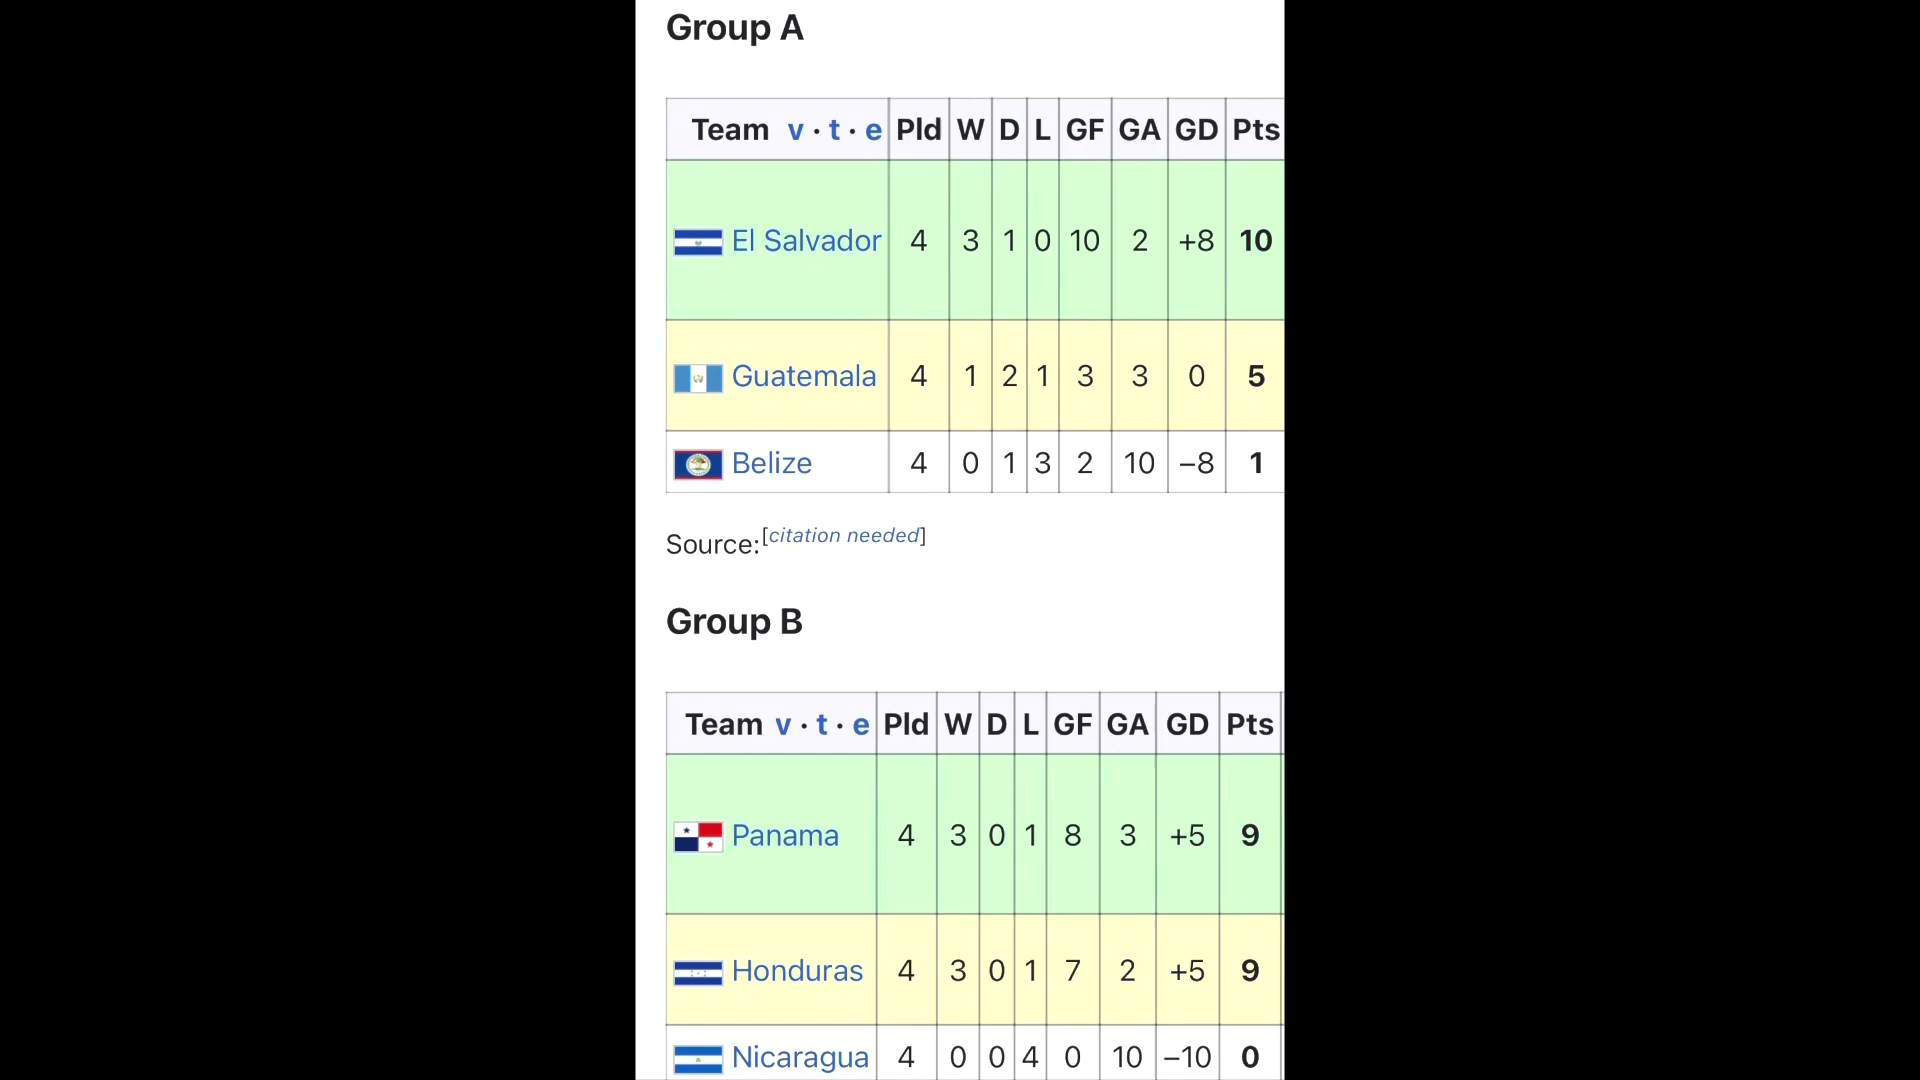 Group A
Team v · t · e Pld W D L GF GA GD Pts
El Salvador 4 3 1 0 10 2 +8 10
Guatemala 4 1 2 1 3 3 0 5
Belize 4 0 1 3 2 10 −8 1
Source:[citation needed]
Group B
Team v · t · e Pld W D L GF GA GD Pts
Panama 4 3 0 1 8 3 +5 9
Honduras 4 3 0 1 7 2 +5 9
Nicaragua 4 0 0 4 0 10 −10 0